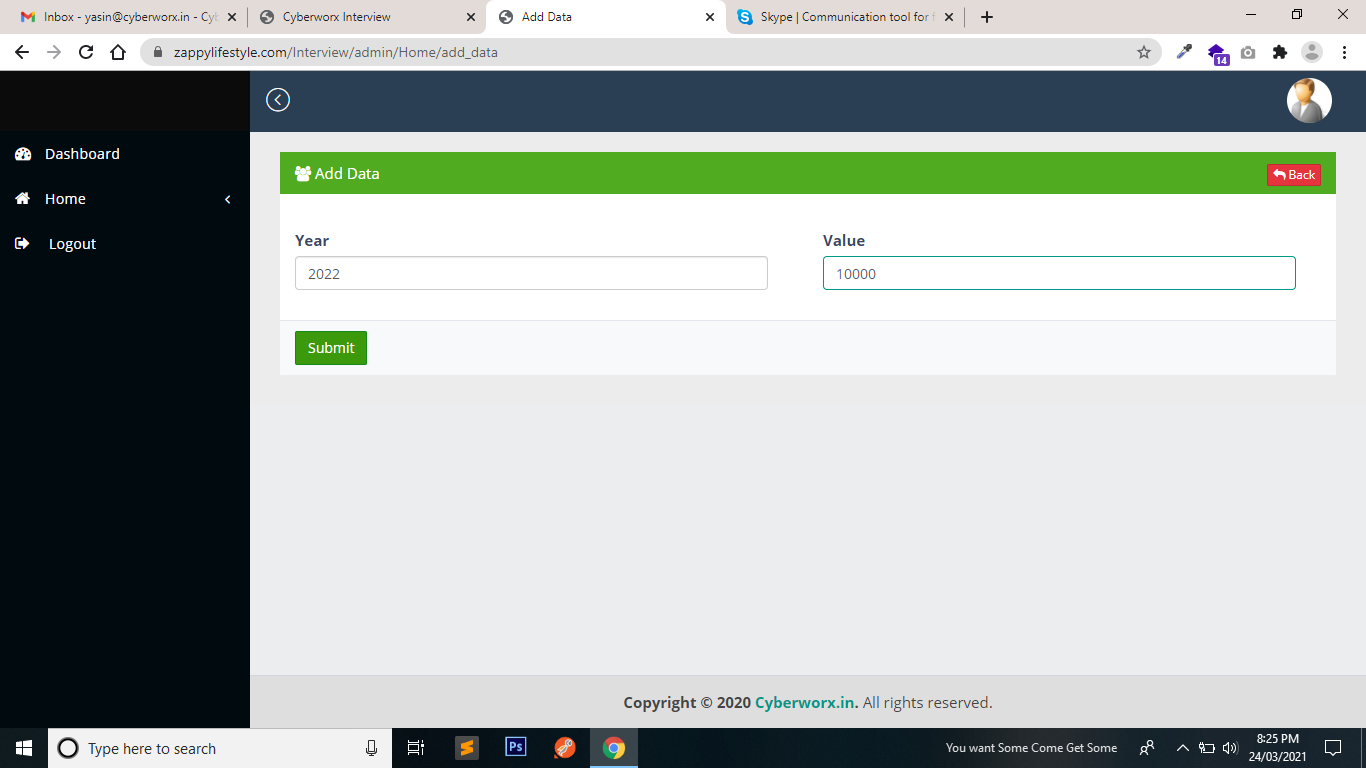 Inbox - yasin@cyberworx.in - Cyb
Cyberworx Interview
Add Data
Skype | Communication tool for f
zappylifestyle.com/Interview/admin/Home/add_data
14
Dashboard
Home
Logout
Add Data
Back
Year
Value
2022
10000
Submit
Copyright © 2020 Cyberworx.in. All rights reserved.
Type here to search
Ps
You want Some Come Get Some
8:25 PM
24/03/2021